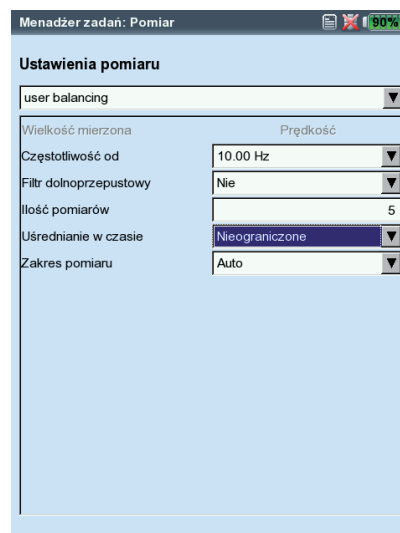 Menadżer zadań: Pomiar 90%
Ustawienia pomiaru
user balancing
Wielkość mierzona Prędkość
Częstotliwość od 10.00 Hz
Filtr dolnoprzepustowy Nie
Ilość pomiarów 5
Uśrednianie w czasie Nieograniczone
Zakres pomiaru Auto